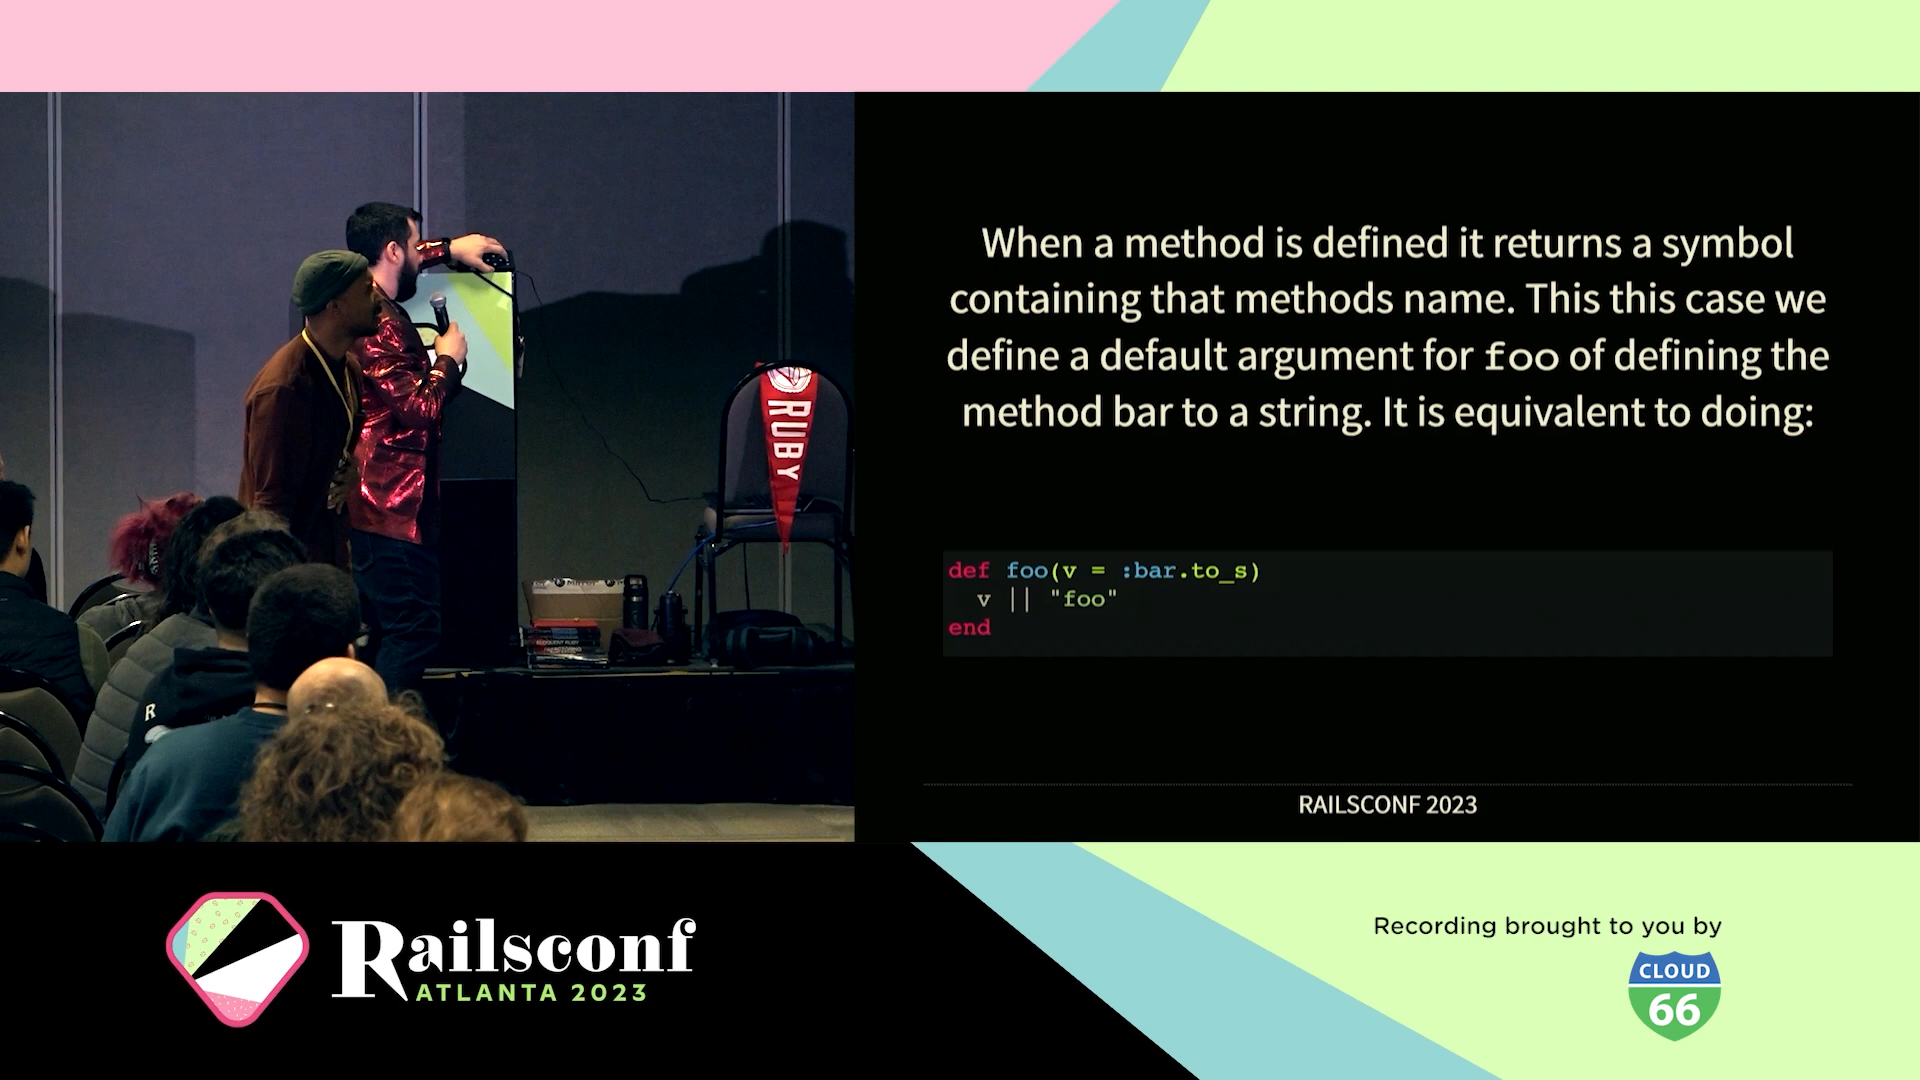 When a method is defined it returns a symbol
containing that methods name. This this case we
define a default argument for foo of defining the
method bar to a string. It is equivalent to doing:
def foo(v = :bar.to_s)
  v || "foo"
end
RAILSCONF 2023
RUBY
R
Railsconf
ATLANTA 2023
Recording brought to you by
CLOUD
66